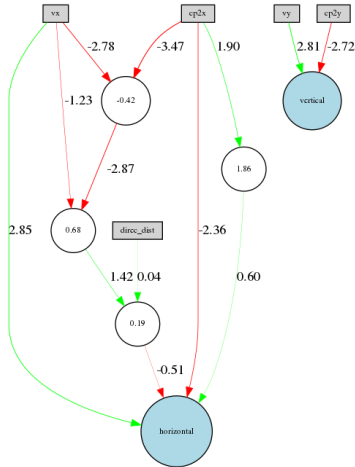 vx
cp2x
vy
cp2y
-2.78
-3.47
1.90
2.81
-2.72
-1.23
-0.42
vertical
-2.87
1.86
0.68
direc_dist
2.85
-2.36
1.42
0.04
0.60
0.19
-0.51
horizontal